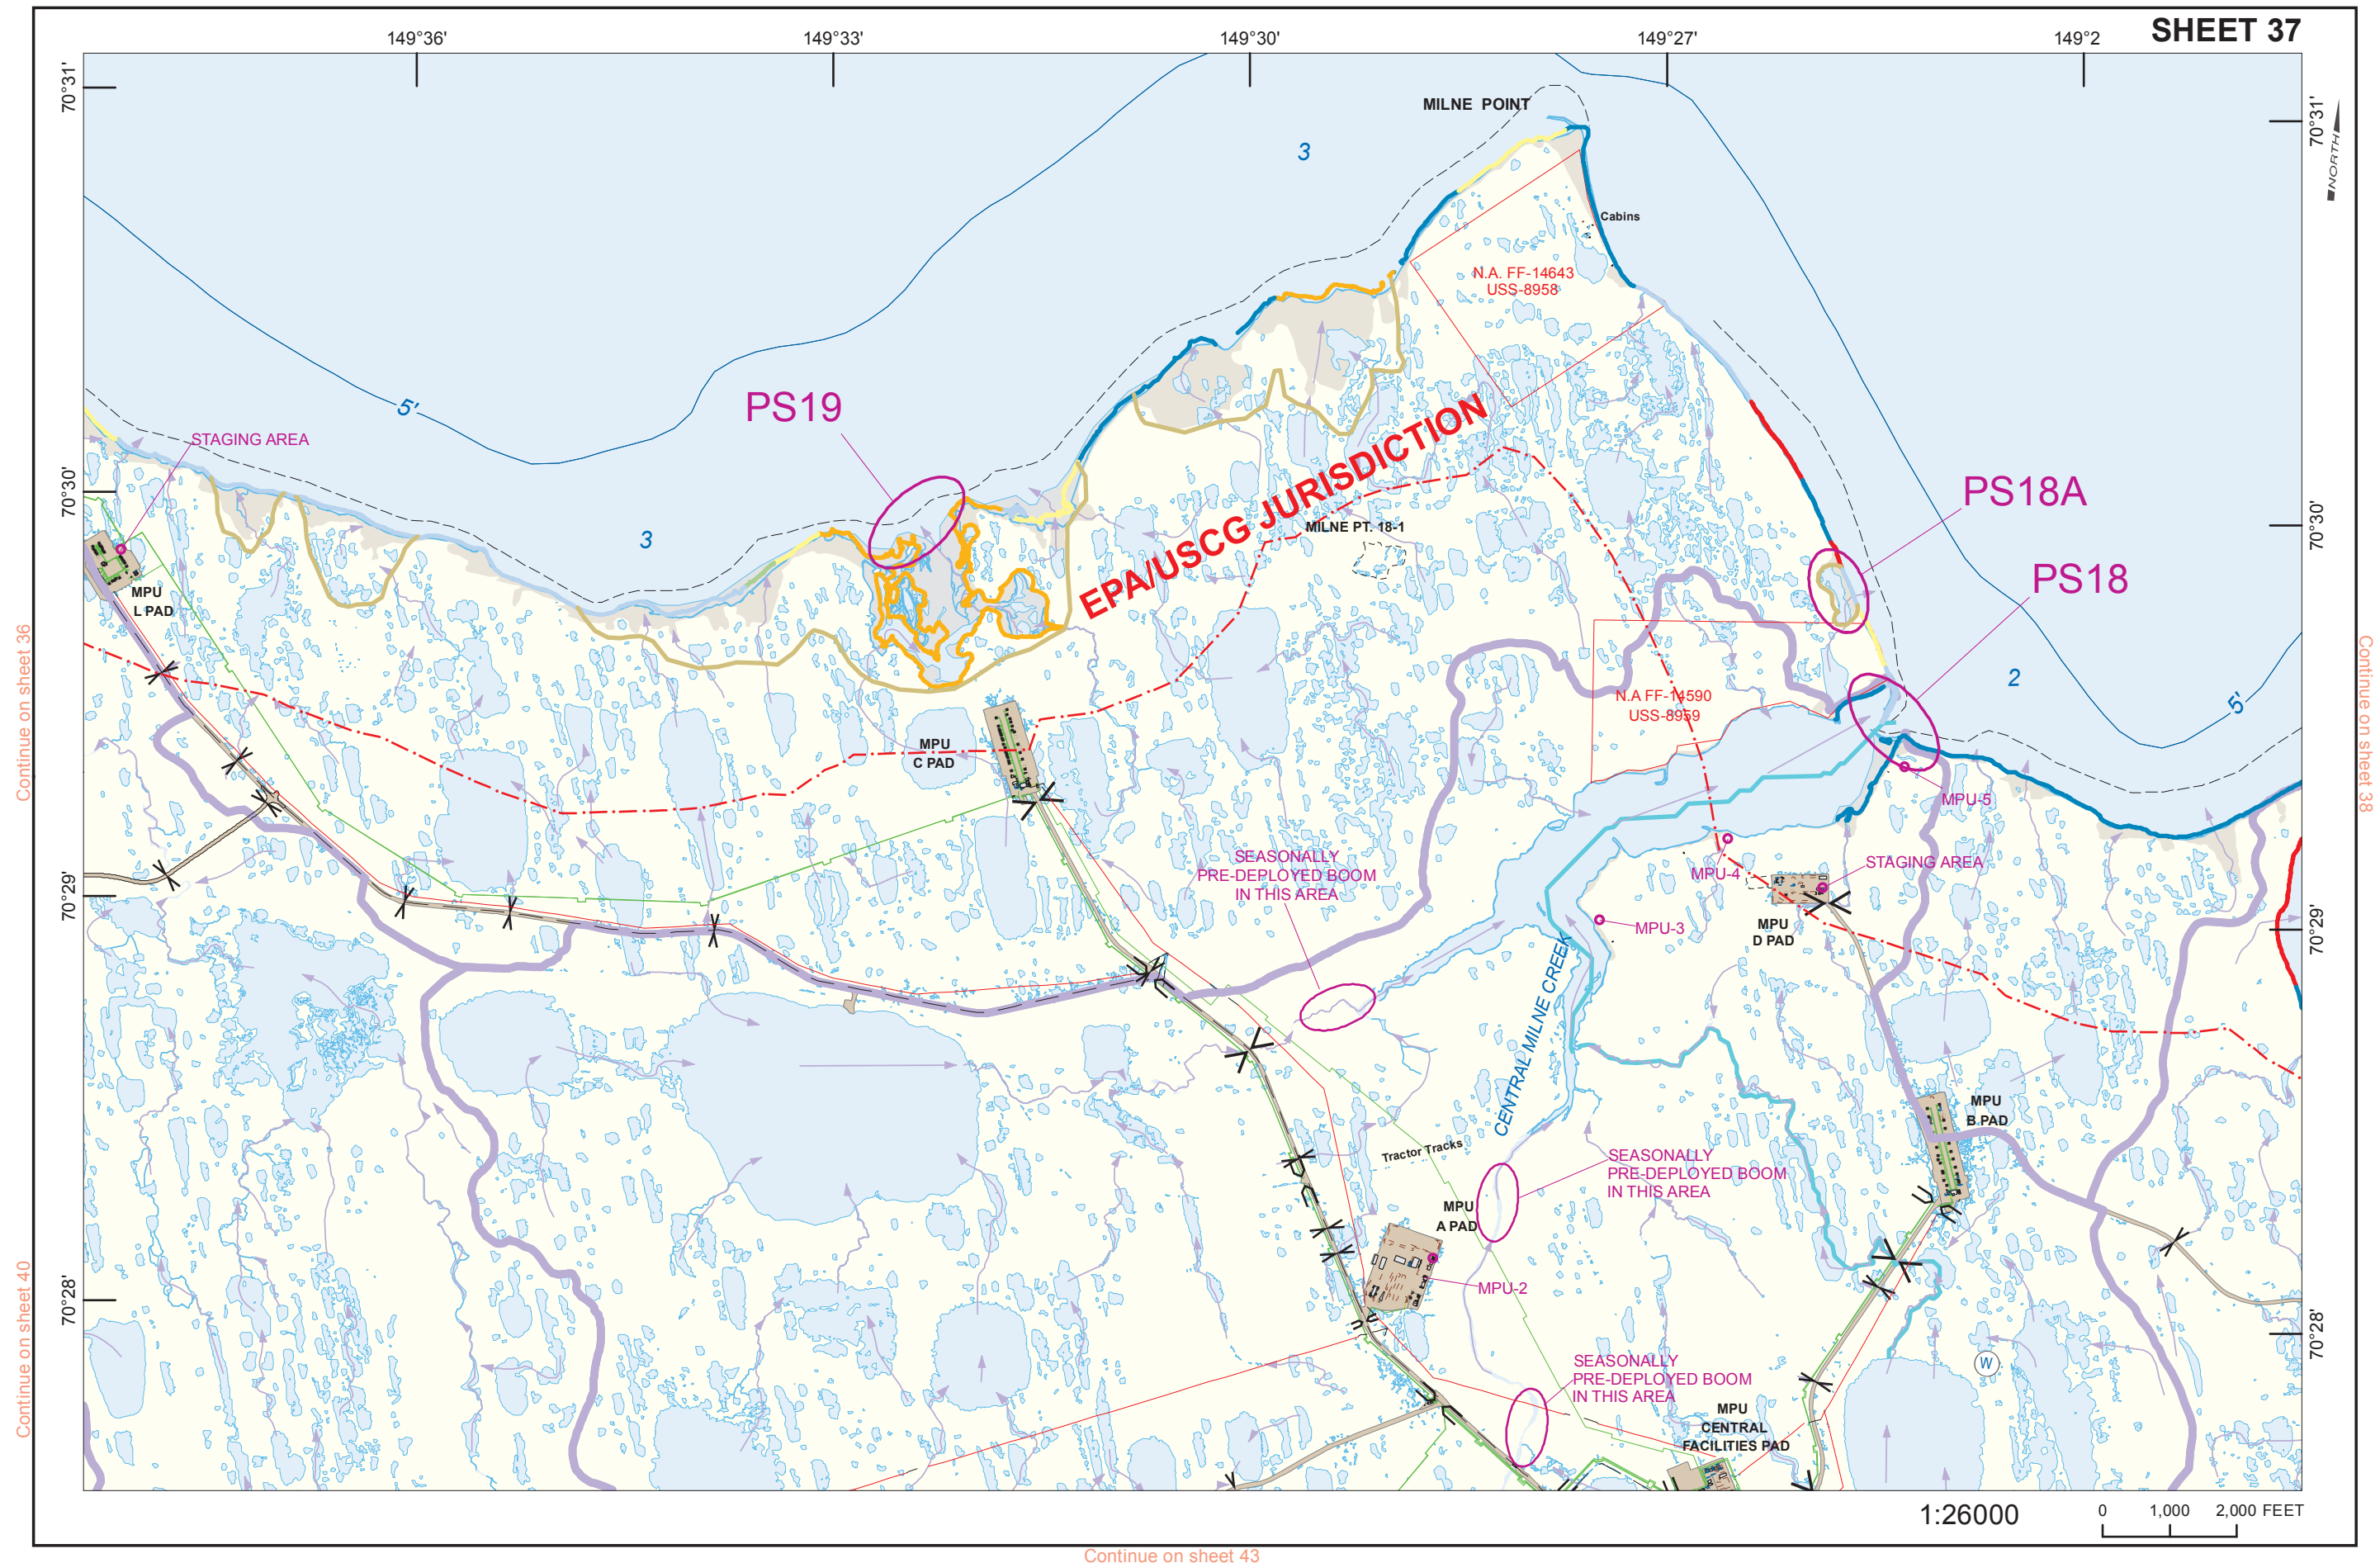 SHEET 37
149°36'
149°33'
149°30'
149°27'
149°2
70°31'
70°31'
NORTH
MILNE POINT
3
Cabins
N.A. FF-14643
USS-8958
5'
PS19
STAGING AREA
EPA/USCG JURISDICTION
PS18A
70°30'
70°30'
3
MILNE PT. 18-1
PS18
MPU
L PAD
Continue on sheet 36
Continue on sheet 38
2
5'
N.A FF-14590
USS-8959
MPU
C PAD
MPU-5
SEASONALLY
PRE-DEPLOYED BOOM
IN THIS AREA
MPU-4
STAGING AREA
70°29'
70°29'
MPU-3
MPU
D PAD
CENTRAL MILNE CREEK
MPU
B PAD
Tractor Tracks
SEASONALLY
PRE-DEPLOYED BOOM
IN THIS AREA
MPU
A PAD
MPU-2
70°28'
70°28'
Continue on sheet 40
W
SEASONALLY
PRE-DEPLOYED BOOM
IN THIS AREA
MPU
CENTRAL
FACILITIES PAD
1:26000
0 1,000 2,000 FEET
Continue on sheet 43